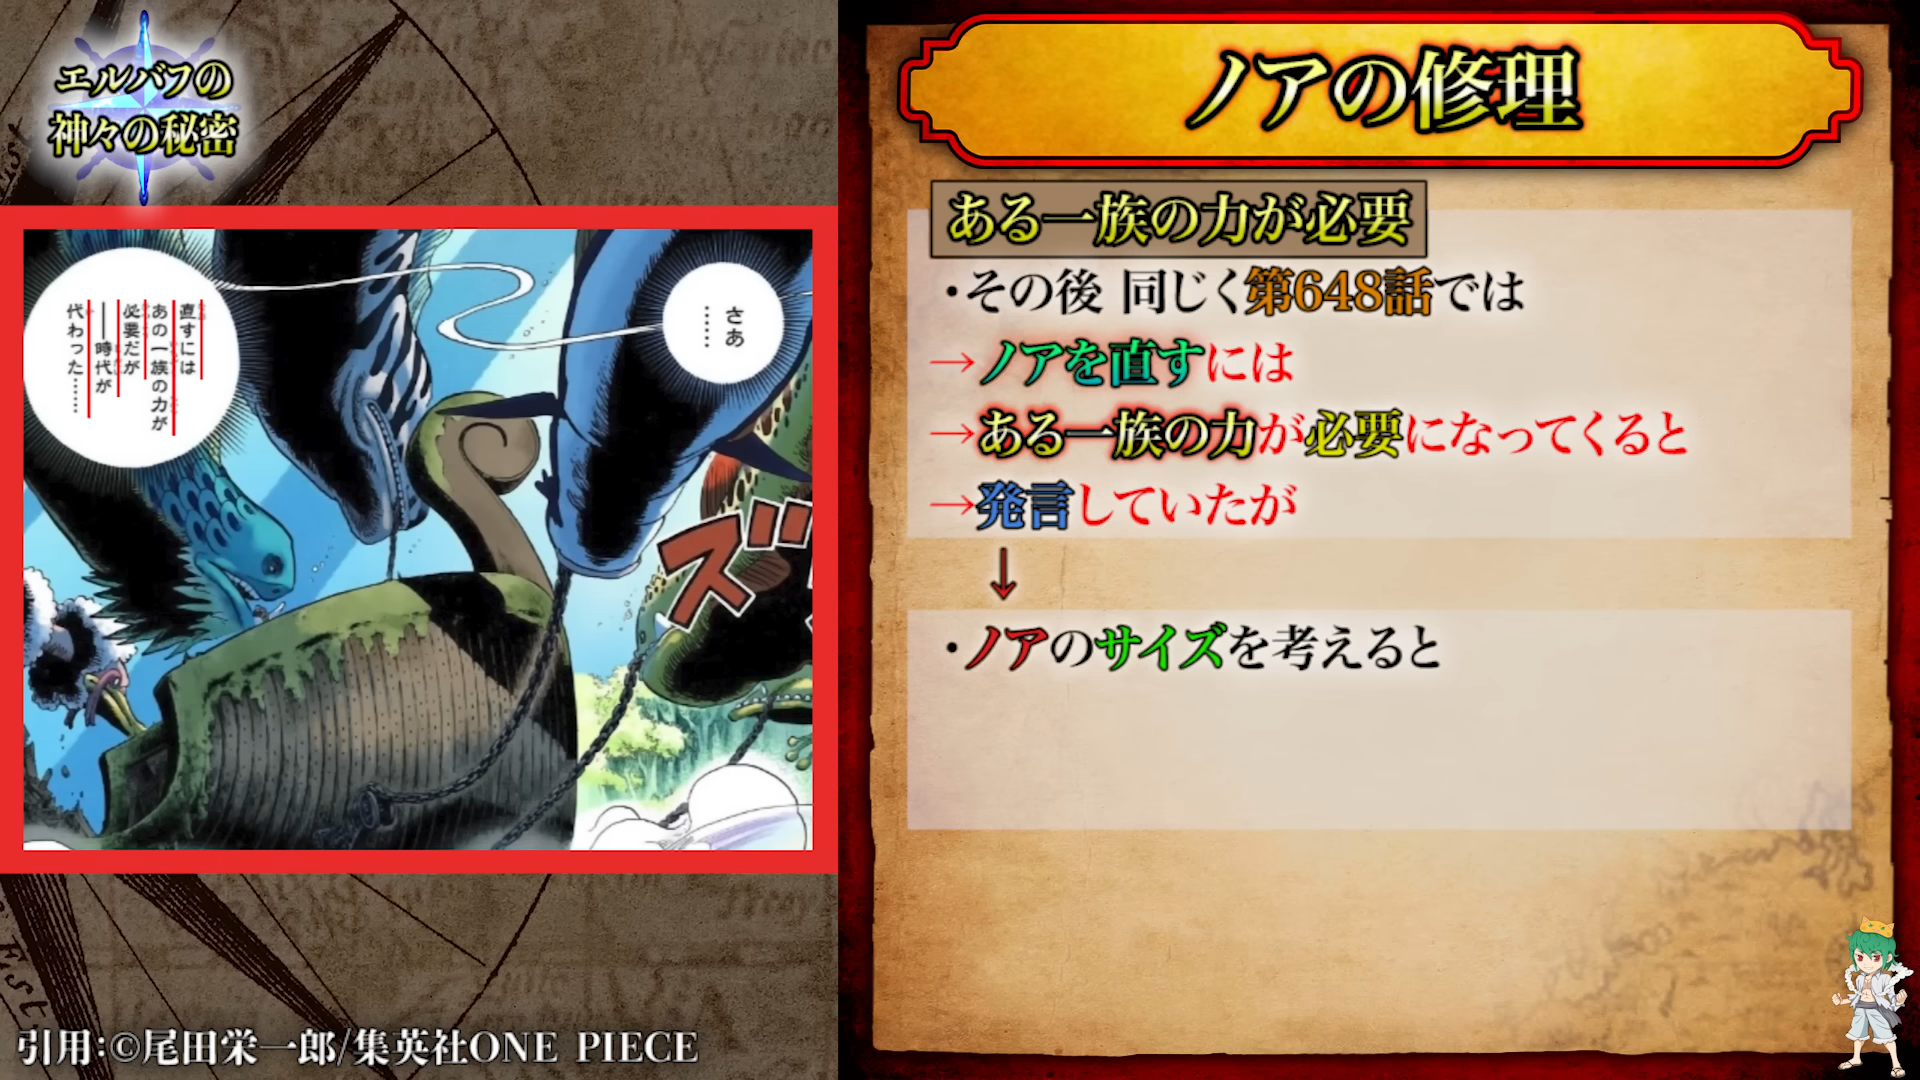 エルバフの
神々の秘密
さあ
……
直すには
あの一族の力が
必要だが
――時代が
代わった……
ズ
引用:©尾田栄一郎/集英社ONE PIECE
ノアの修理
ある一族の力が必要
・その後 同じく第648話では
→ノアを直すには
→ある一族の力が必要になってくると
→発言していたが
↓
・ノアのサイズを考えると